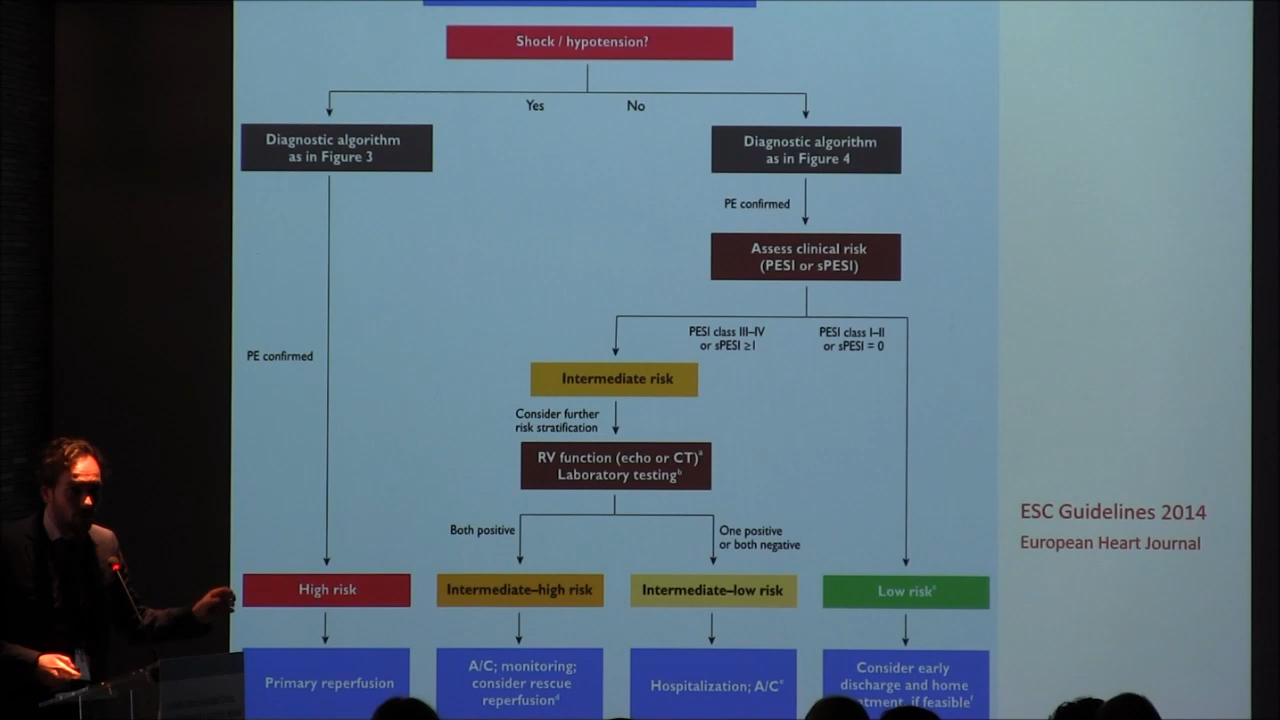 Shock / hypotension?
Yes
No
Diagnostic algorithm
as in Figure 3
Diagnostic algorithm
as in Figure 4
PE confirmed
Assess clinical risk
(PESI or sPESI)
PESI class III–IV
or sPESI ≥1
PESI class I–II
or sPESI = 0
PE confirmed
Intermediate risk
Consider further
risk stratification
RV function (echo or CT)ᵃ
Laboratory testingᵇ
Both positive
One positive
or both negative
ESC Guidelines 2014
European Heart Journal
High risk
Intermediate–high risk
Intermediate–low risk
Low risk
Primary reperfusion
A/C; monitoring;
consider rescue
reperfusionᵈ
Hospitalization; A/C
Consider early
discharge and home
if feasible